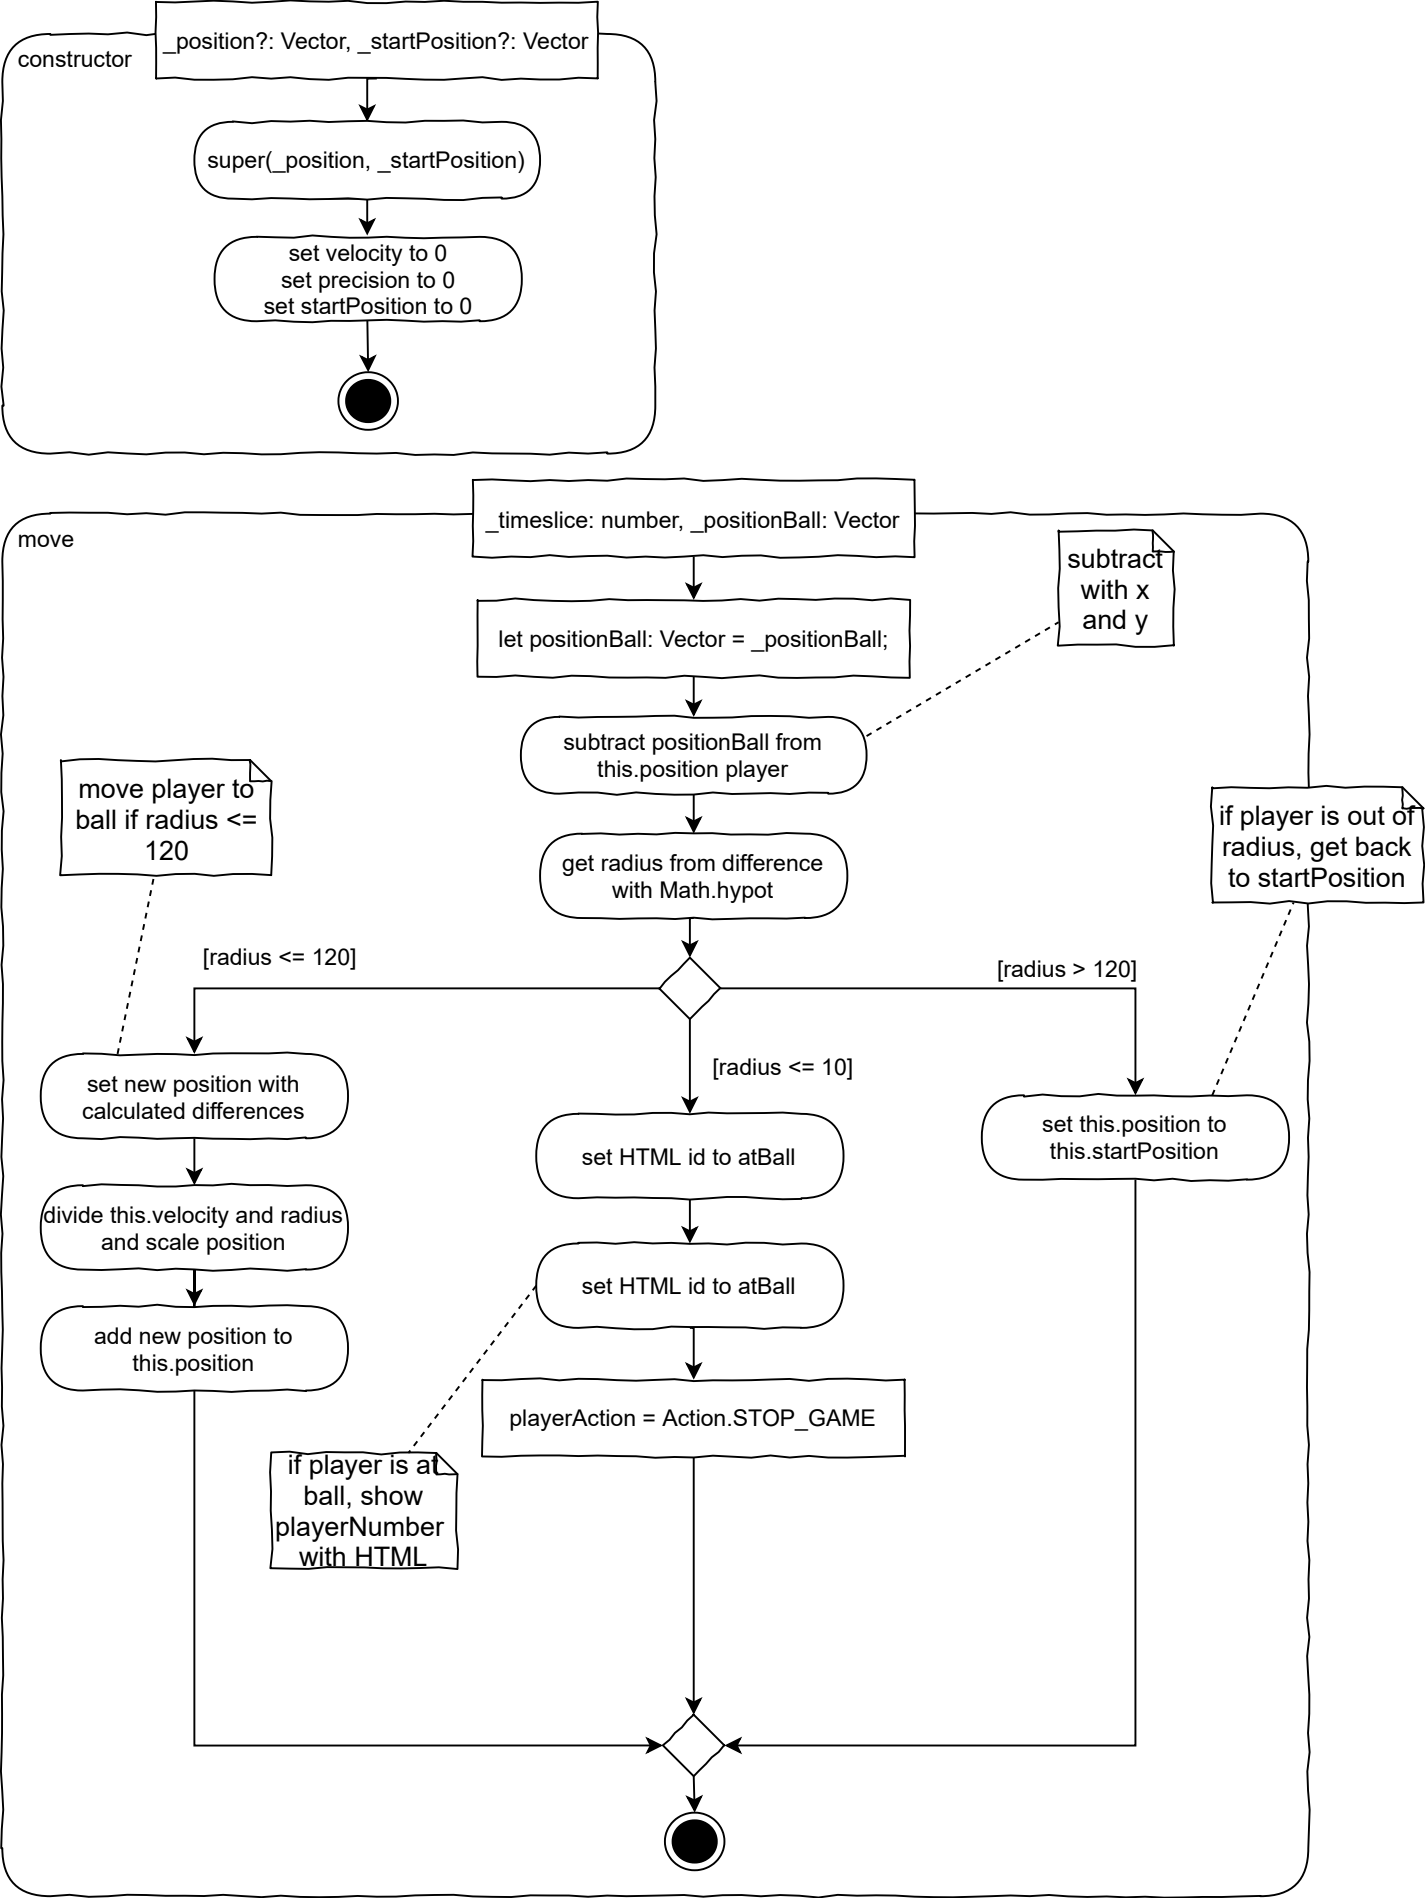 _position?: Vector, _startPosition?: Vector
constructor
super(_position, _startPosition)
set velocity to 0
set precision to 0
set startPosition to 0
_timeslice: number, _positionBall: Vector
move
subtract
with x
and y
let positionBall: Vector = _positionBall;
subtract positionBall from
this.position player
move player to
ball if radius <=
120
if player is out of
radius, get back
to startPosition
get radius from difference
with Math.hypot
[radius <= 120]
[radius > 120]
[radius <= 10]
set new position with
calculated differences
set HTML id to atBall
set this.position to
this.startPosition
divide this.velocity and radius
and scale position
set HTML id to atBall
add new position to
this.position
playerAction = Action.STOP_GAME
if player is at
ball, show
playerNumber
with HTML